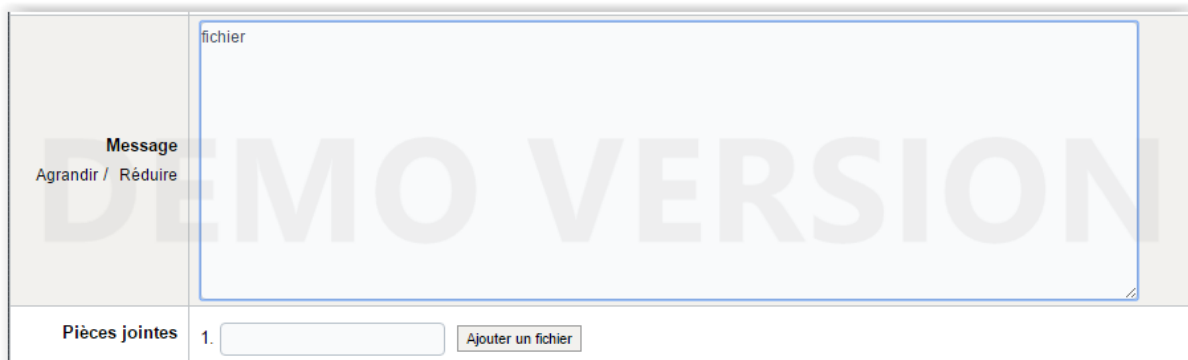 fichier
Message
Agrandir / Réduire
DEMO VERSION
Pièces jointes
1.
Ajouter un fichier